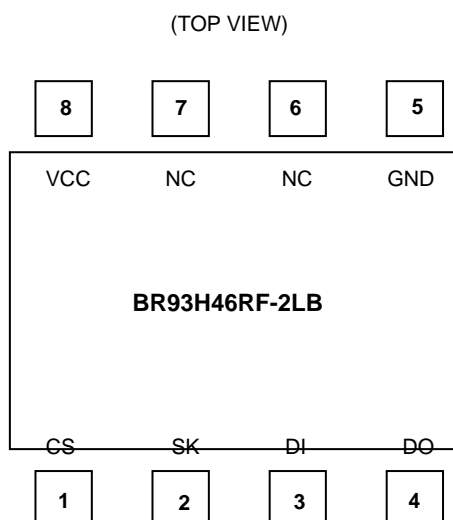 (TOP VIEW)
8 7 6 5
VCC NC NC GND
BR93H46RF-2LB
CS SK DI DO
1 2 3 4